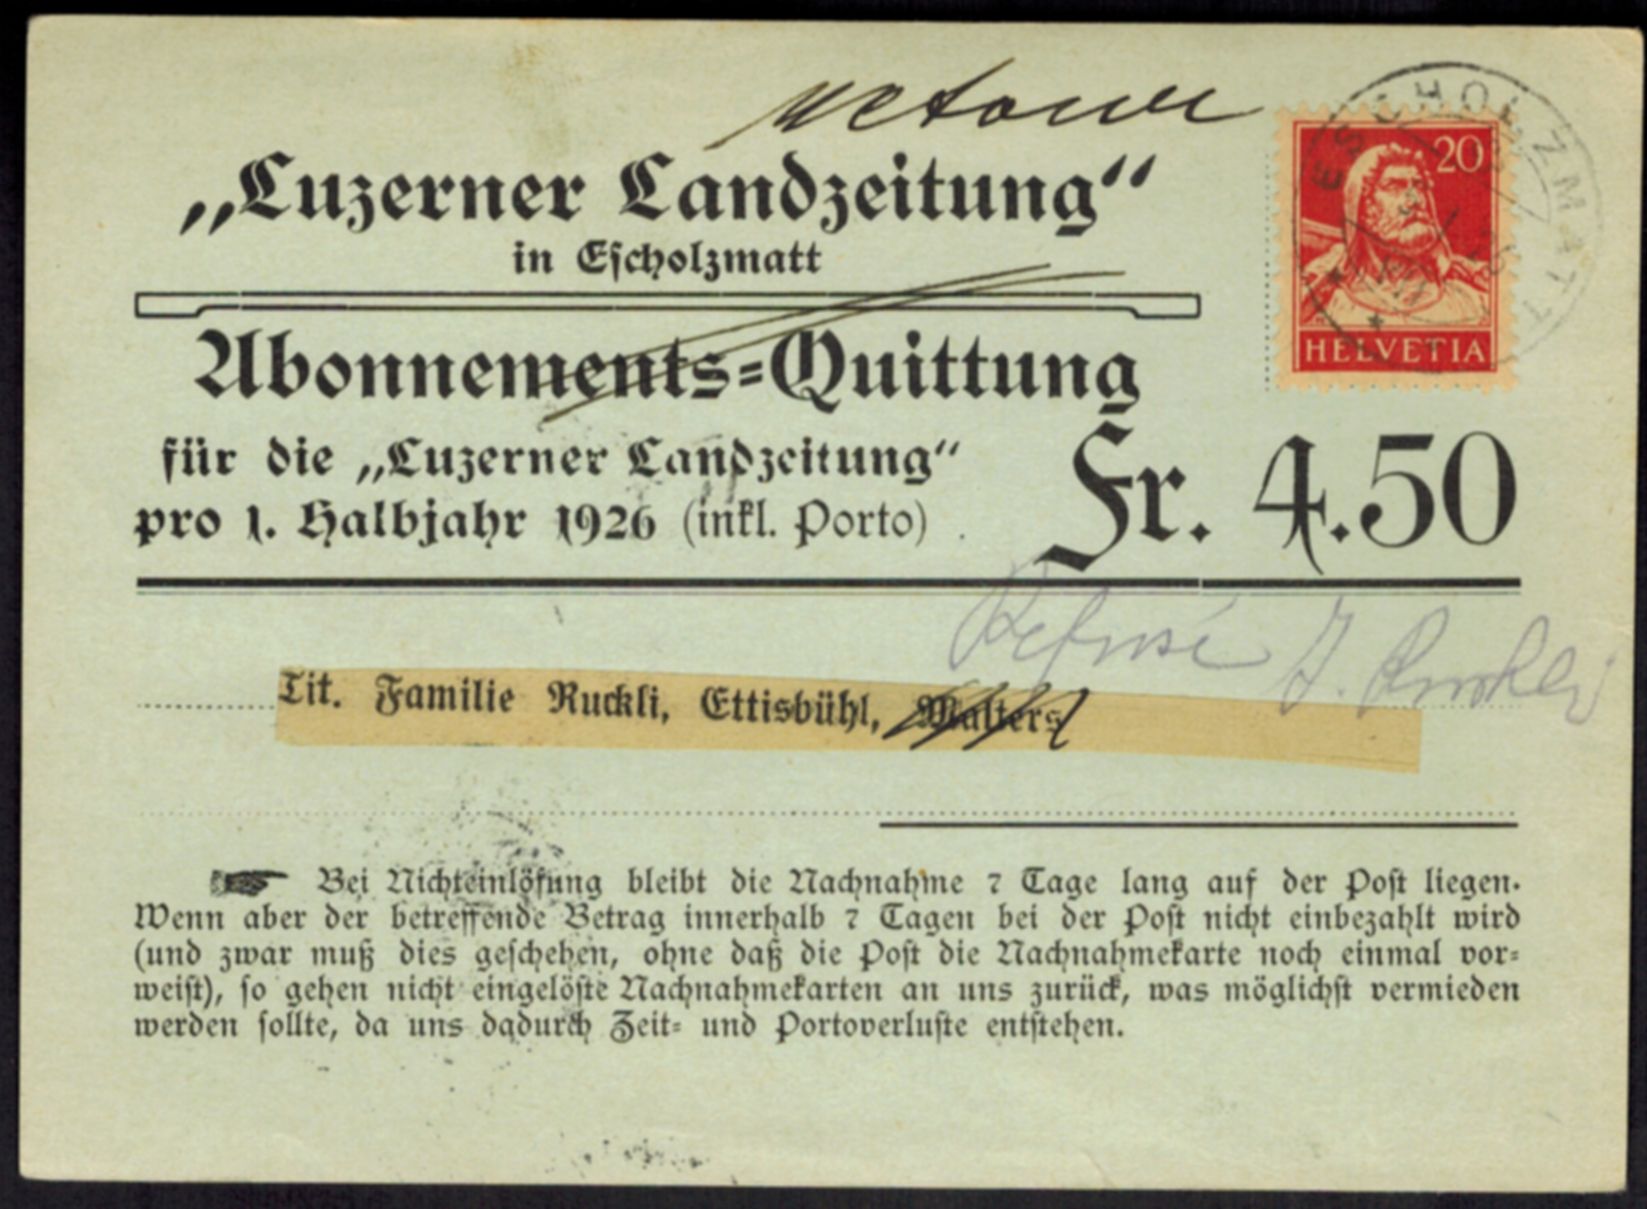 Retour
„Luzerner Landzeitung“
in Escholzmatt
ESCHOLZMATT
20
HELVETIA
Abonnements-Quittung
für die „Luzerner Landzeitung“
pro 1. Halbjahr 1926 (inkl. Porto) Fr. 4.50
Refusé J. Ruckli
Tit. Familie Ruckli, Ettisbühl, Malters
Bei Nichteinlösung bleibt die Nachnahme 7 Tage lang auf der Post liegen.
Wenn aber der betreffende Betrag innerhalb 7 Tagen bei der Post nicht einbezahlt wird
(und zwar muß dies geschehen, ohne daß die Post die Nachnahmekarte noch einmal vor-
weist), so gehen nicht eingelöste Nachnahmekarten an uns zurück, was möglichst vermieden
werden sollte, da uns dadurch Zeit- und Portoverluste entstehen.